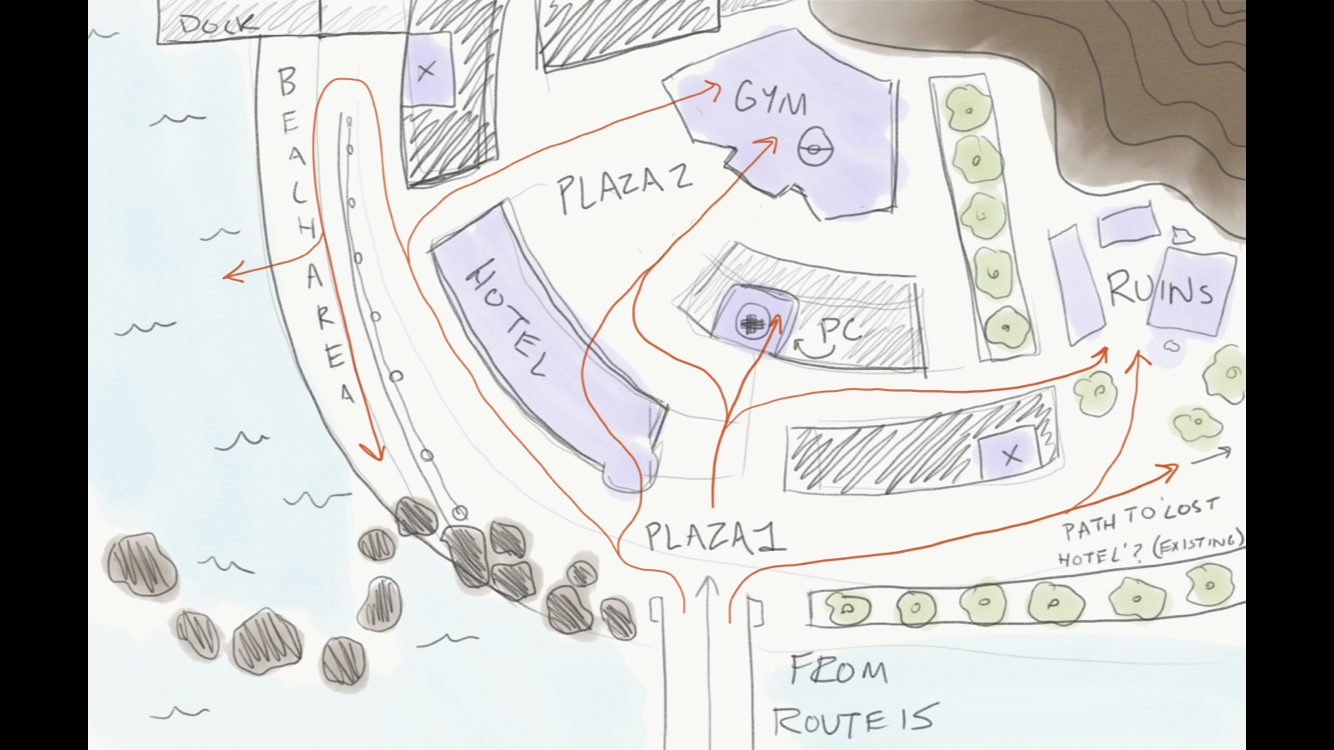 DOCK
BEACH AREA
X
GYM
PLAZA 2
HOTEL
PC
RUINS
X
PLAZA 1
PATH TO 'LOST
HOTEL'? (EXISTING)
FROM
ROUTE 15